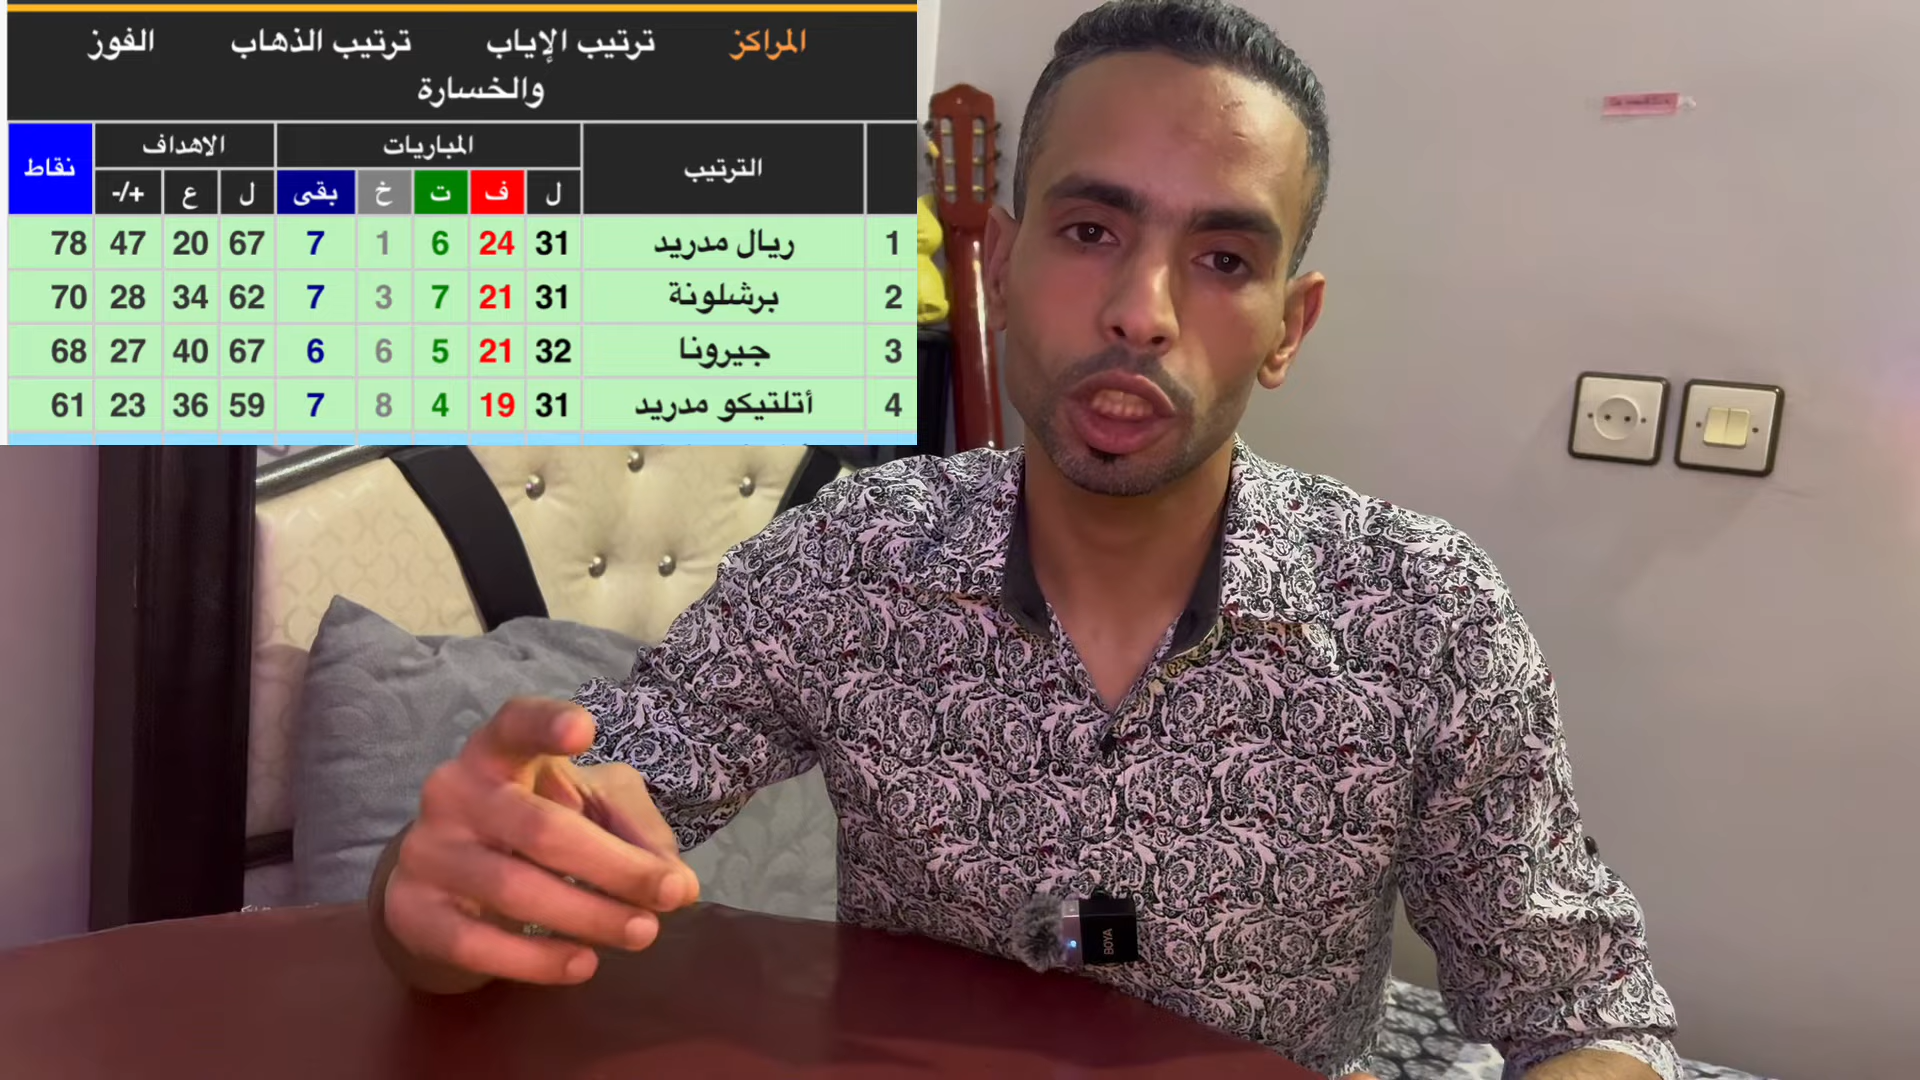 المراكز ترتيب الإياب ترتيب الذهاب الفوز
والخسارة
الترتيب المباريات الاهداف نقاط
ل ف ت خ بقى ل ع +/-
1 ريال مدريد 31 24 6 1 7 67 20 47 78
2 برشلونة 31 21 7 3 7 62 34 28 70
3 جيرونا 32 21 5 6 6 67 40 27 68
4 أتلتيكو مدريد 31 19 4 8 7 59 36 23 61
BOYA